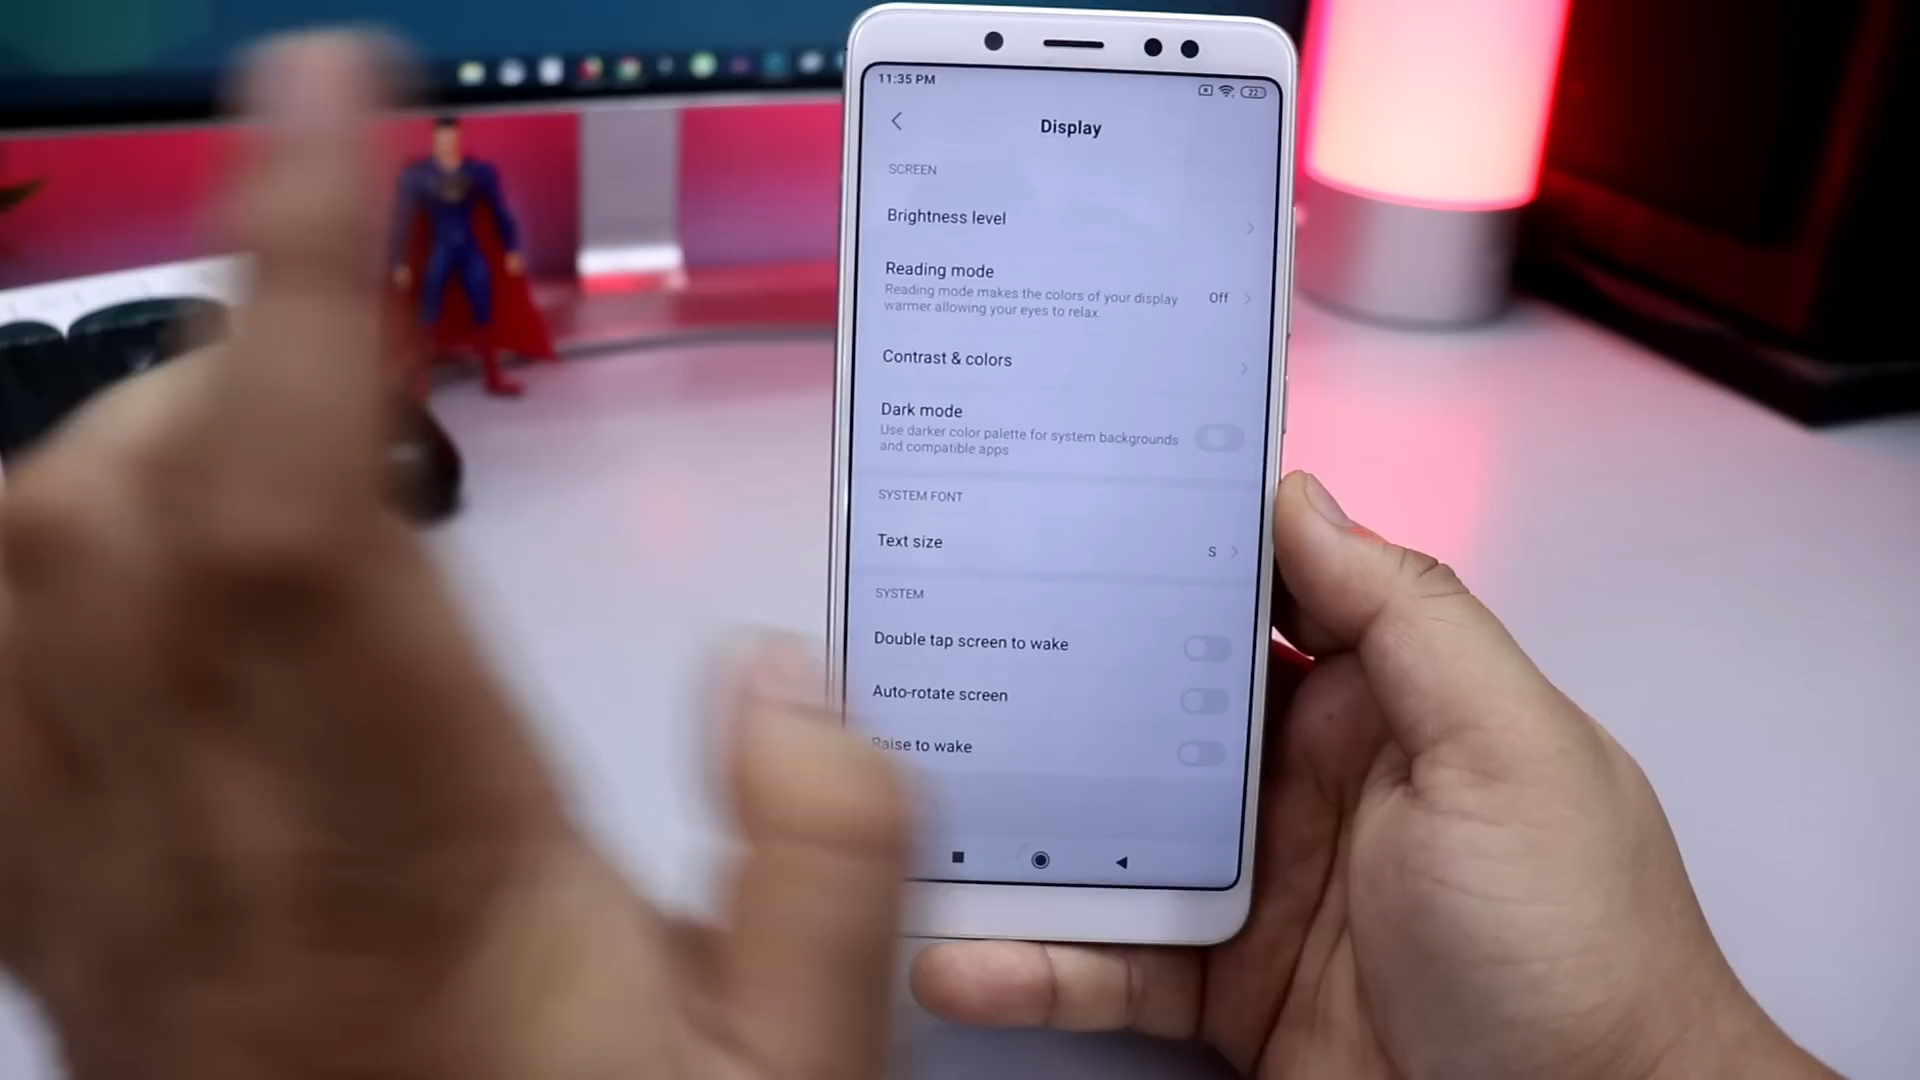 11:35 PM
22
Display
SCREEN
Brightness level
Reading mode
Reading mode makes the colors of your display
warmer allowing your eyes to relax.
Off
Contrast & colors
Dark mode
Use darker color palette for system backgrounds
and compatible apps
SYSTEM FONT
Text size
S
SYSTEM
Double tap screen to wake
Auto-rotate screen
Raise to wake